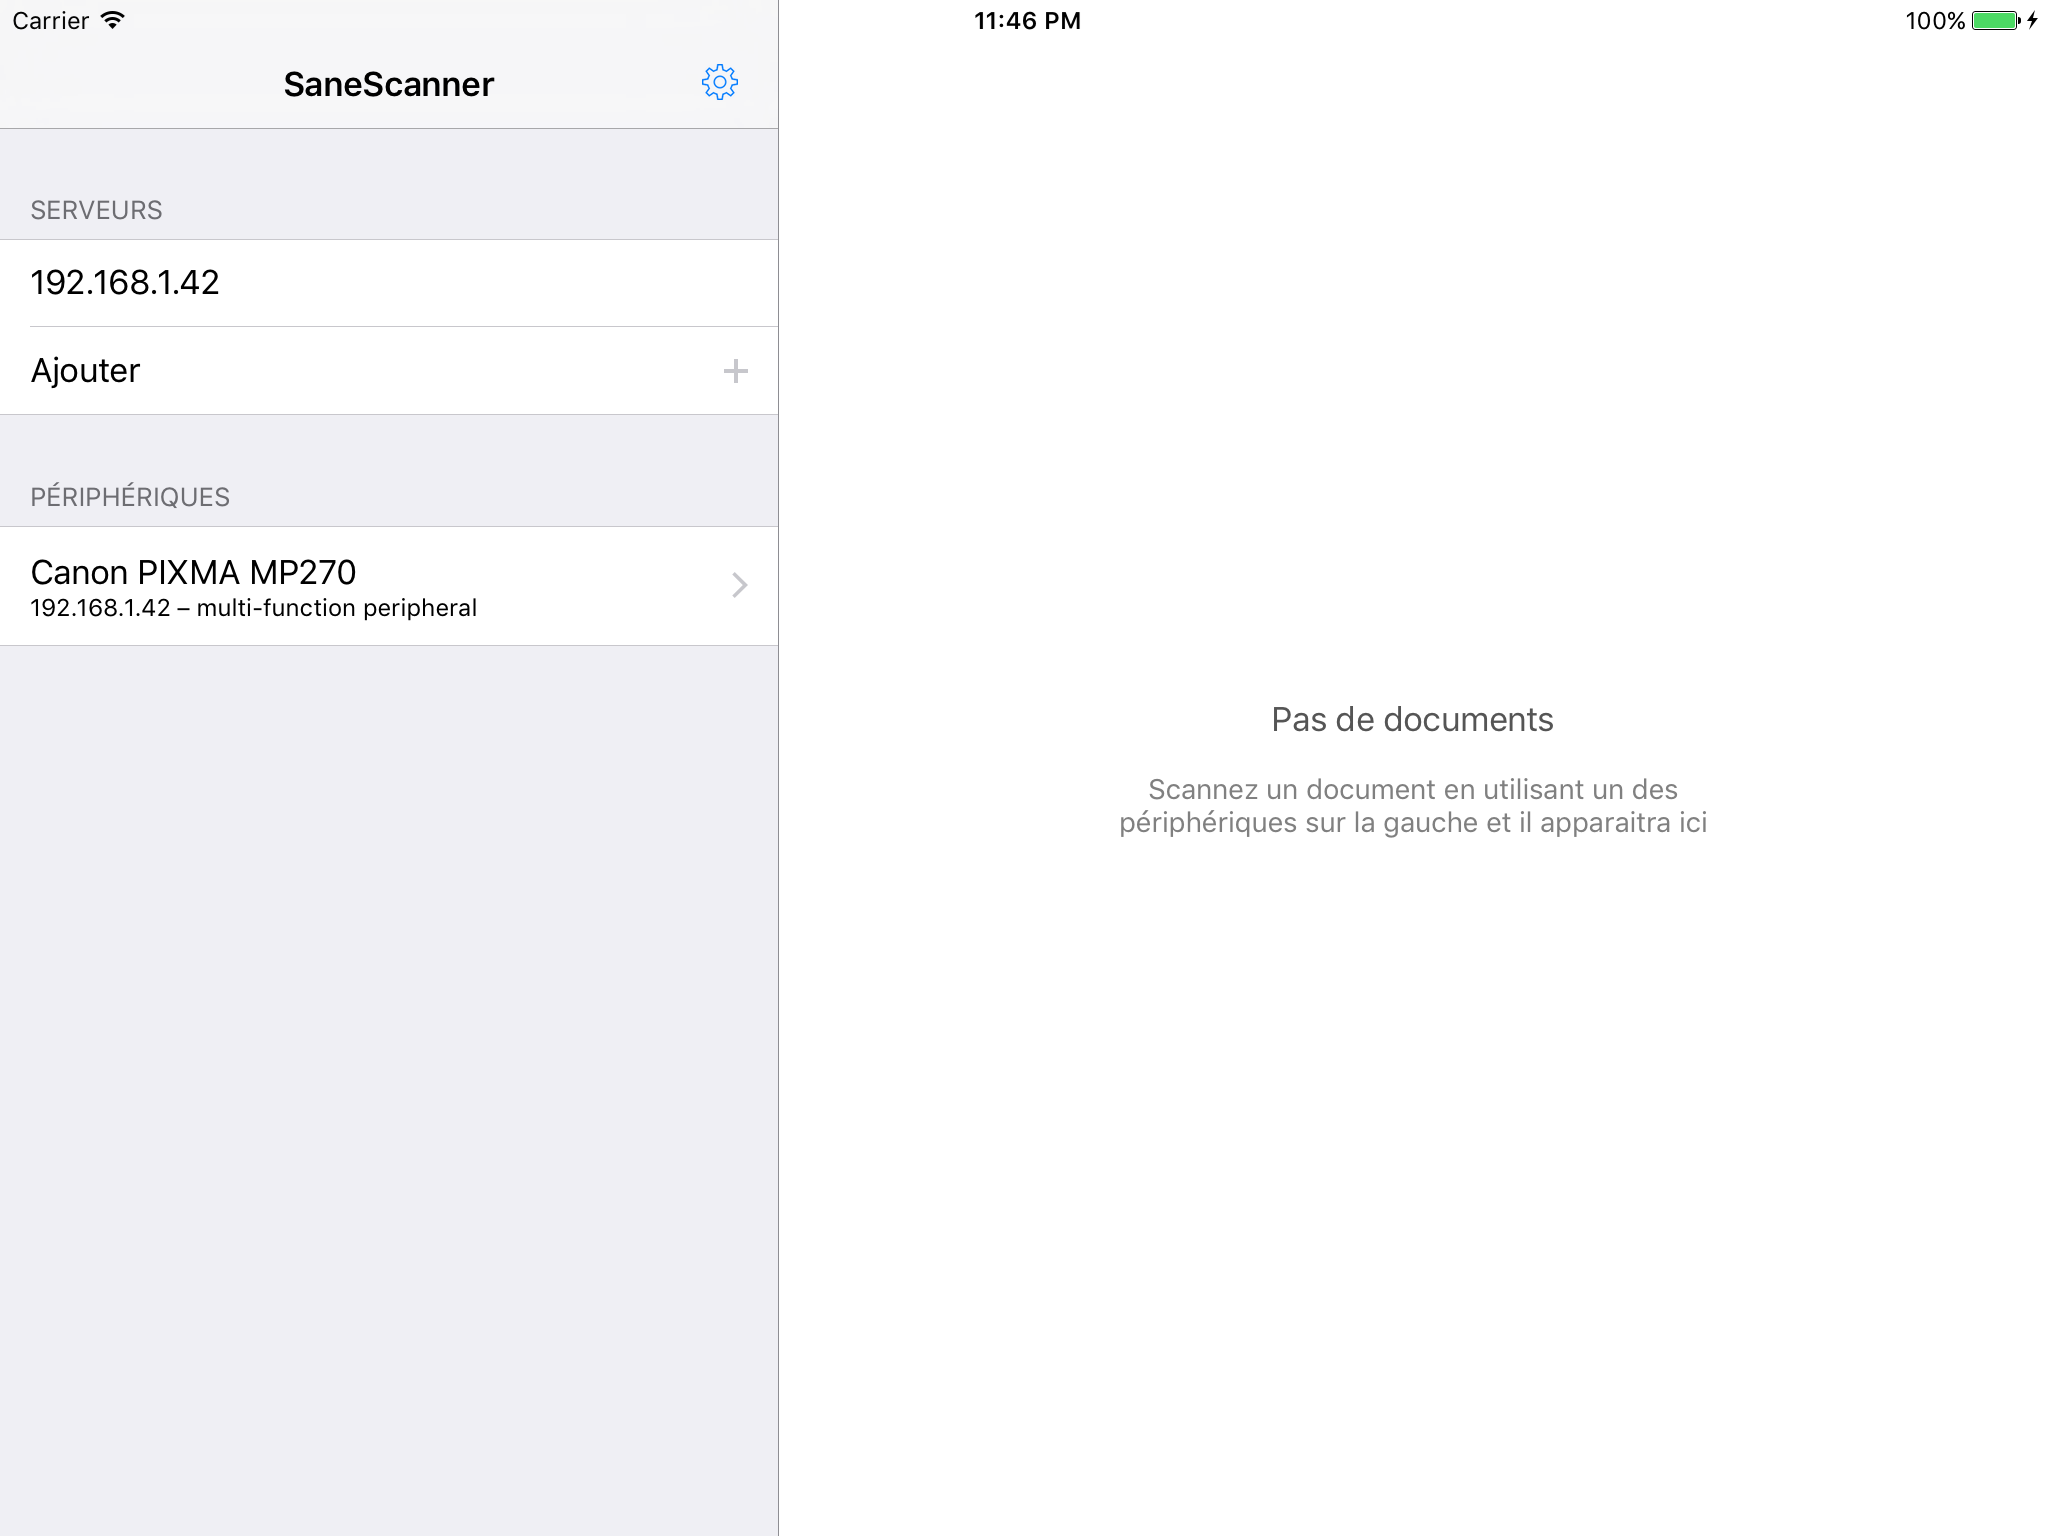 Carrier
11:46 PM
100%
SaneScanner
SERVEURS
192.168.1.42
Ajouter
PÉRIPHÉRIQUES
Canon PIXMA MP270
192.168.1.42 – multi-function peripheral
Pas de documents
Scannez un document en utilisant un des
périphériques sur la gauche et il apparaitra ici